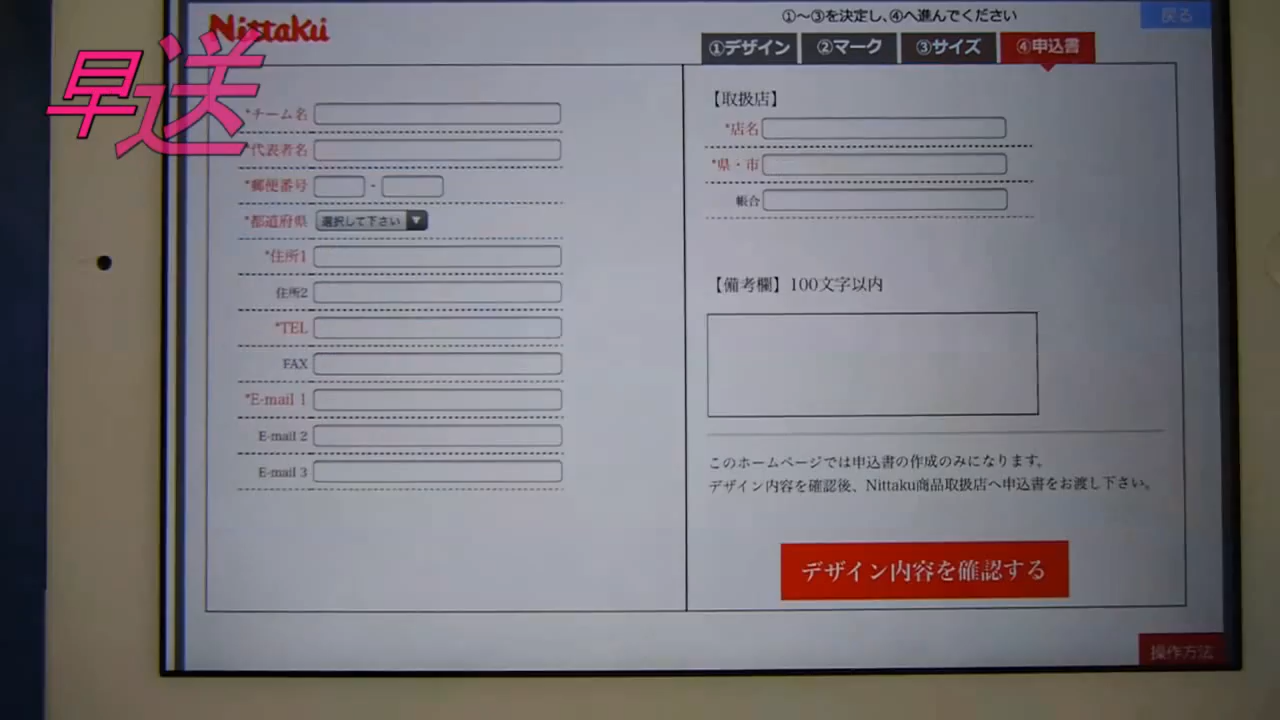 Nittaku
早送
①〜③を決定し、④へ進んでください
戻る
①デザイン ②マーク ③サイズ ④申込書
*チーム名
*代表者名
*郵便番号 -
*都道府県 選択して下さい ▼
*住所1
住所2
*TEL
FAX
*E-mail 1
E-mail 2
E-mail 3
【取扱店】
*店名
*県・市
帳合
【備考欄】100文字以内
このホームページでは申込書の作成のみになります。
デザイン内容を確認後、Nittaku商品取扱店へ申込書をお渡し下さい。
デザイン内容を確認する
操作方法